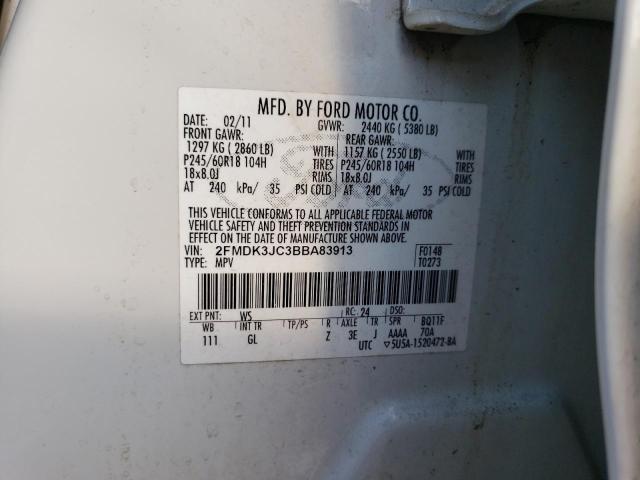 MFD. BY FORD MOTOR CO.
DATE: 02/11 GVWR: 2440 KG ( 5380 LB)
FRONT GAWR: REAR GAWR:
1297 KG ( 2860 LB) WITH 1157 KG ( 2550 LB) WITH
P245/60R18 104H TIRES P245/60R18 104H TIRES
18x8.0J RIMS 18x8.0J RIMS
AT 240 kPa/ 35 PSI COLD AT 240 kPa/ 35 PSI COLD
THIS VEHICLE CONFORMS TO ALL APPLICABLE FEDERAL MOTOR
VEHICLE SAFETY AND THEFT PREVENTION STANDARDS IN
EFFECT ON THE DATE OF MANUFACTURE SHOWN ABOVE.
VIN: 2FMDK3JC3BBA83913 F0148
TYPE: MPV T0273
EXT PNT: WS RC: 24 DSO:
WB INT TR TP/PS R AXLE TR SPR BQ11F
111 GL Z 3E J AAAA 70A
UTC ▽5U5A-1520472-BA